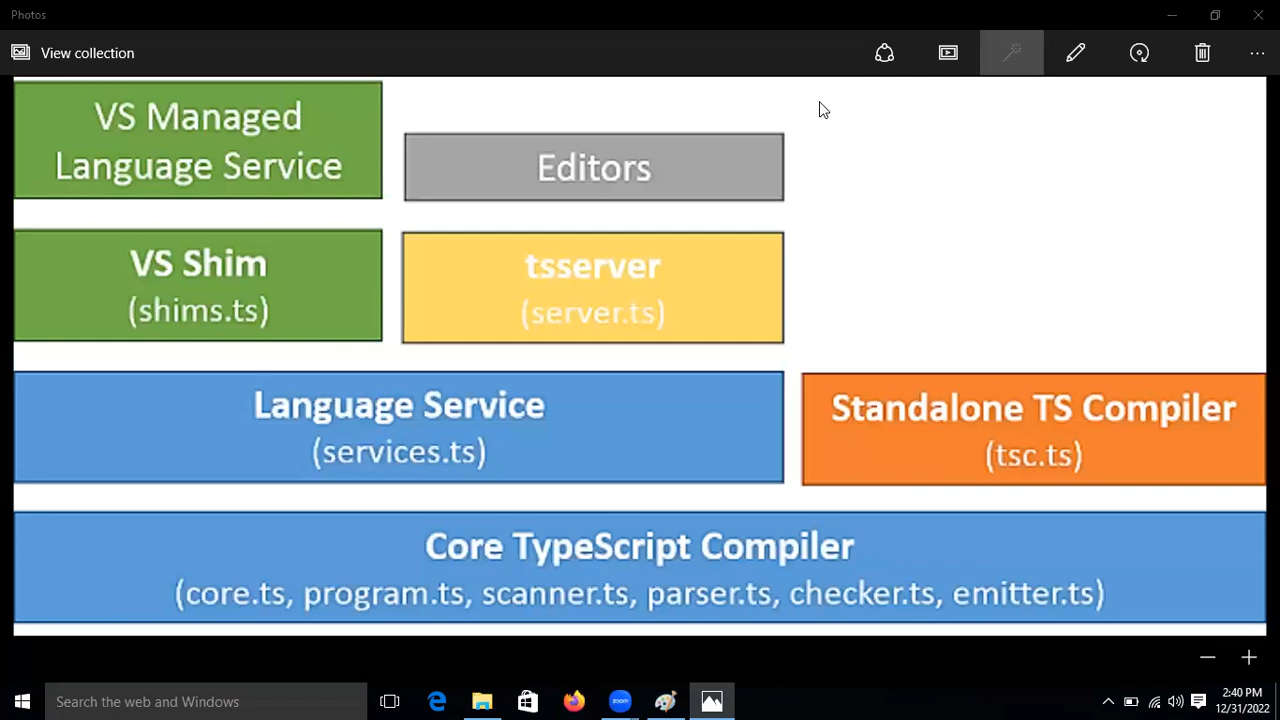 Photos
View collection
VS Managed
Language Service
Editors
VS Shim
(shims.ts)
tsserver
(server.ts)
Language Service
(services.ts)
Standalone TS Compiler
(tsc.ts)
Core TypeScript Compiler
(core.ts, program.ts, scanner.ts, parser.ts, checker.ts, emitter.ts)
Search the web and Windows
zoom
2:40 PM
12/31/2022